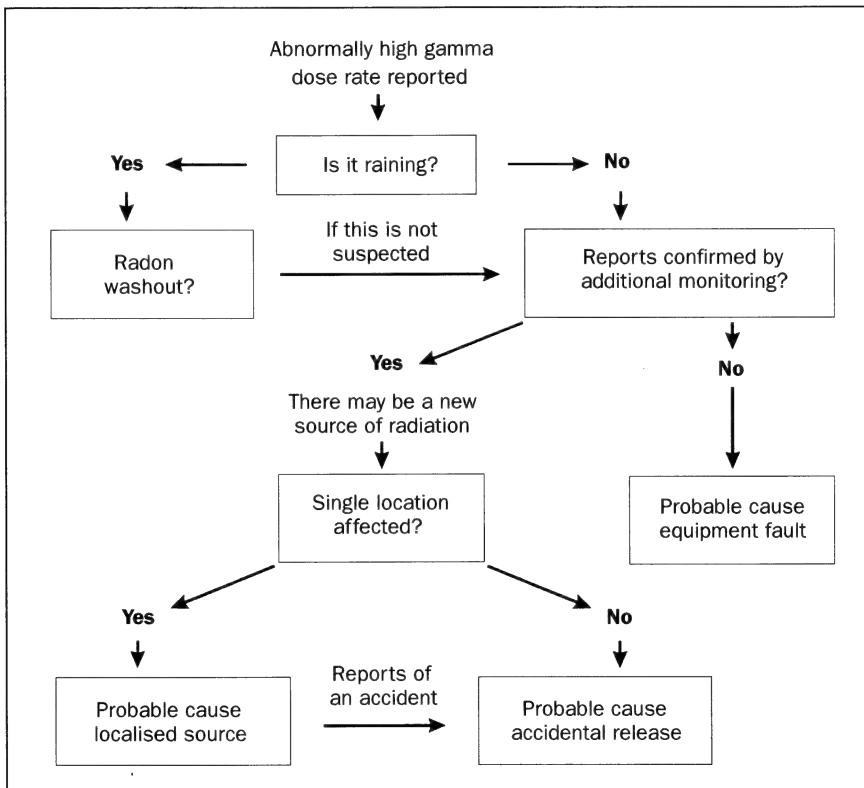 Abnormally high gamma
dose rate reported
Is it raining?
Yes
No
Radon
washout?
If this is not
suspected
Reports confirmed by
additional monitoring?
Yes
No
There may be a new
source of radiation
Single location
affected?
Probable cause
equipment fault
Yes
No
Probable cause
localised source
Reports of
an accident
Probable cause
accidental release